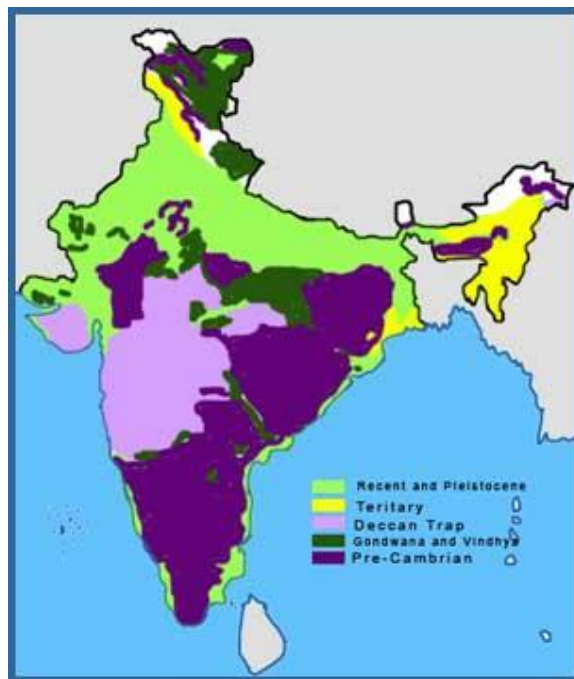 Recent and Pleistocene
Teritary
Deccan Trap
Gondwana and Vindhya
Pre-Cambrian